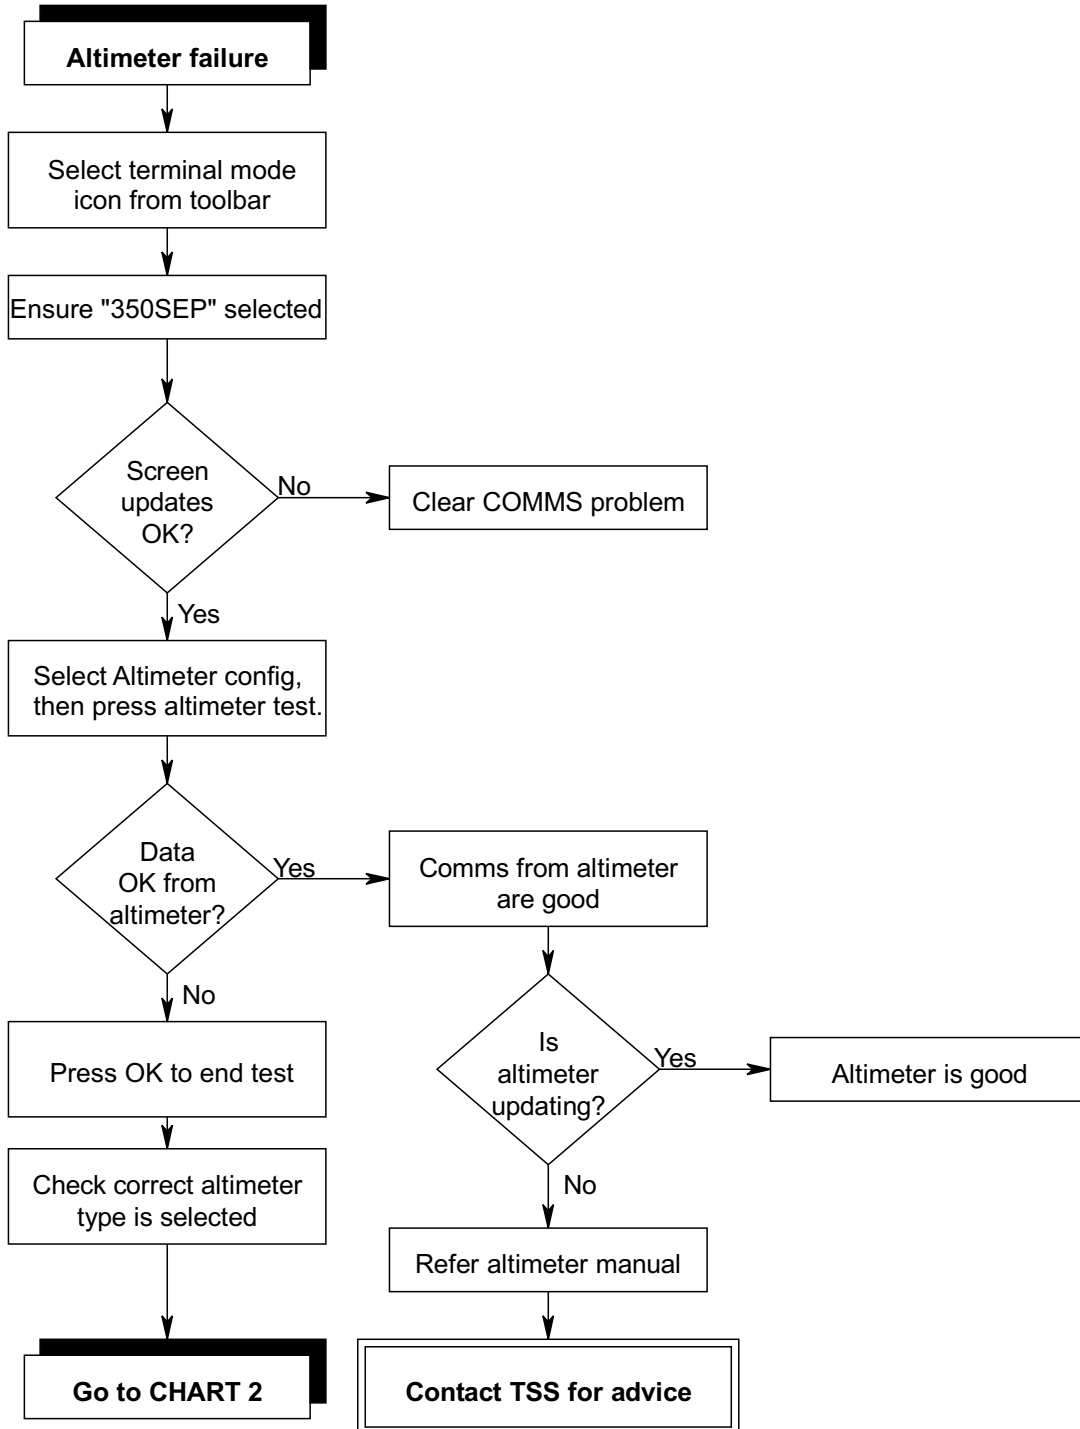 Altimeter failure
Select terminal mode
icon from toolbar
Ensure "350SEP" selected
Screen
updates
OK?
No
Clear COMMS problem
Yes
Select Altimeter config,
then press altimeter test.
Data
OK from
altimeter?
Yes
Comms from altimeter
are good
No
Is
altimeter
updating?
Yes
Altimeter is good
Press OK to end test
Check correct altimeter
type is selected
No
Refer altimeter manual
Go to CHART 2
Contact TSS for advice